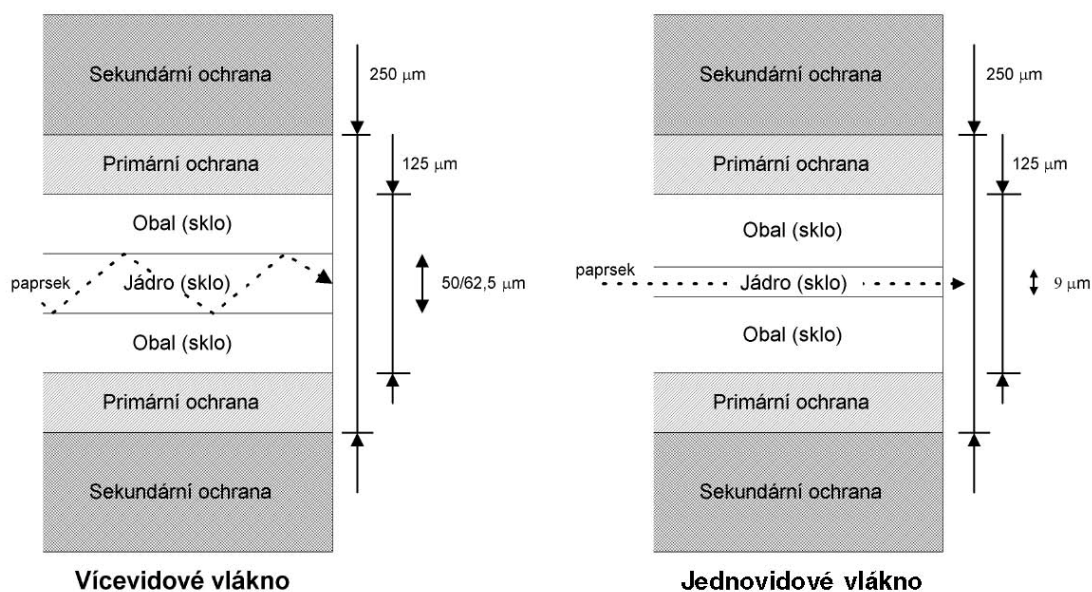 Sekundární ochrana
250 μm
Primární ochrana
125 μm
Obal (sklo)
paprsek
Jádro (sklo)
50/62,5 μm
Obal (sklo)
Primární ochrana
Sekundární ochrana
Vícevidové vlákno
Sekundární ochrana
250 μm
Primární ochrana
125 μm
Obal (sklo)
paprsek
Jádro (sklo)
9 μm
Obal (sklo)
Primární ochrana
Sekundární ochrana
Jednovidové vlákno